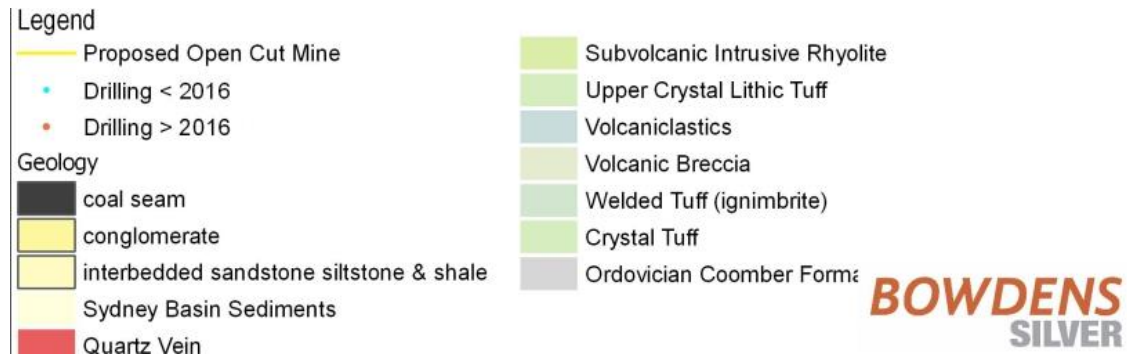 Legend
Proposed Open Cut Mine
Drilling < 2016
Drilling > 2016
Geology
coal seam
conglomerate
interbedded sandstone siltstone & shale
Sydney Basin Sediments
Quartz Vein
Subvolcanic Intrusive Rhyolite
Upper Crystal Lithic Tuff
Volcaniclastics
Volcanic Breccia
Welded Tuff (ignimbrite)
Crystal Tuff
Ordovician Coomber Forma
BOWDENS
SILVER